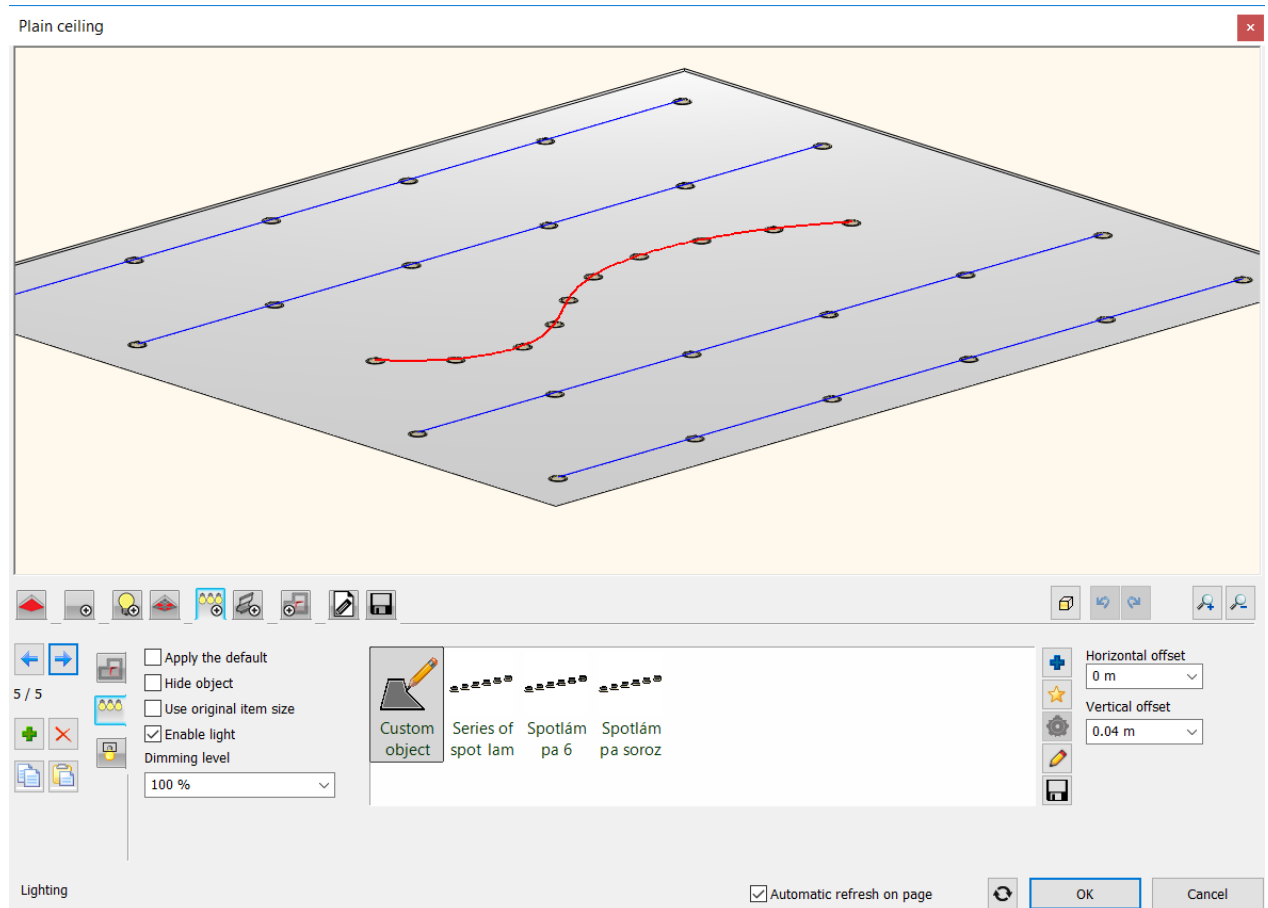 Plain ceiling
5 / 5
Apply the default
Hide object
Use original item size
Enable light
Dimming level
100 %
Custom
object
Series of
spot lam
Spotlám
pa 6
Spotlám
pa soroz
Horizontal offset
0 m
Vertical offset
0.04 m
Lighting
Automatic refresh on page
OK
Cancel